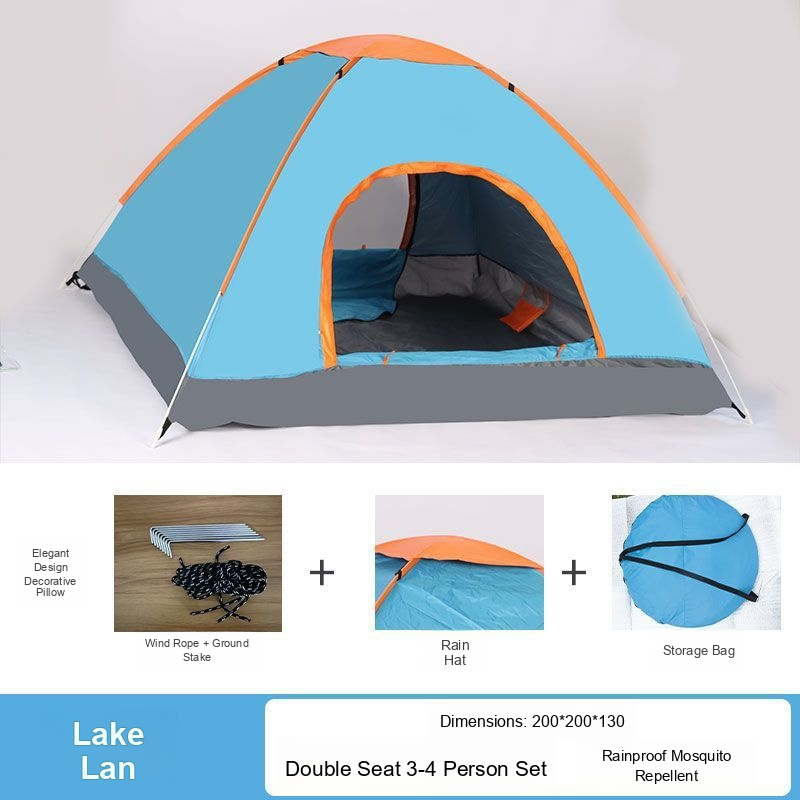 Elegant
Design
Decorative
Pillow
Wind Rope + Ground
Stake
Rain
Hat
Storage Bag
Lake
Lan
Dimensions: 200*200*130
Double Seat 3-4 Person Set
Rainproof Mosquito
Repellent